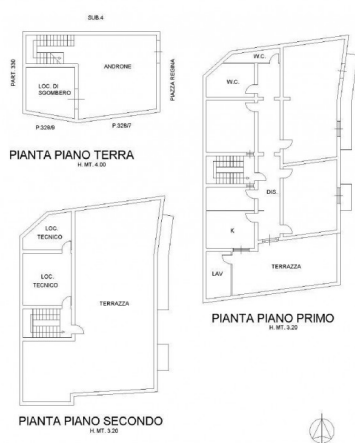 SUB.4
PART. 330
ANDRONE
LOC. DI
SGOMBERO
PIAZZA REGINA
P.329/6
P.328/7
PIANTA PIANO TERRA
H. MT. 4.00
W.C.
W.C.
DIS.
K
LAV
TERRAZZA
PIANTA PIANO PRIMO
H. MT. 3.20
LOC.
TECNICO
LOC.
TECNICO
TERRAZZA
PIANTA PIANO SECONDO
H. MT. 3.20